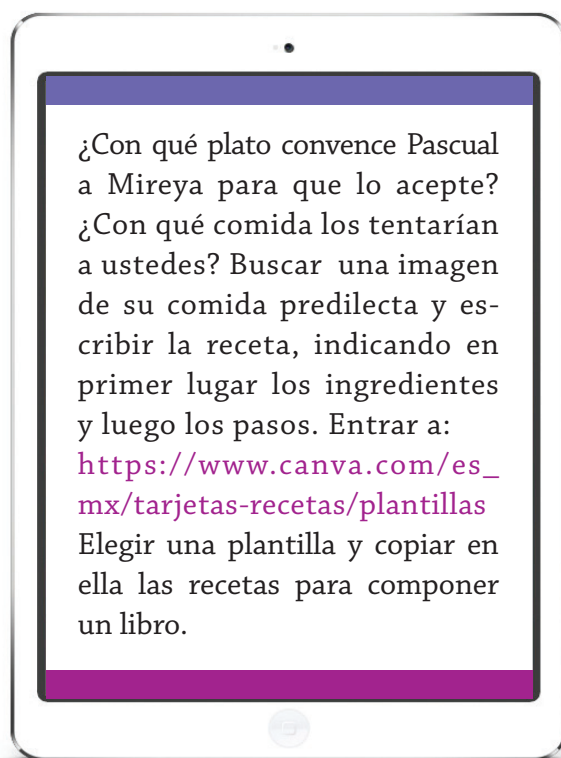 ¿Con qué plato convence Pascual
a Mireya para que lo acepte?
¿Con qué comida los tentarían
a ustedes? Buscar una imagen
de su comida predilecta y es-
cribir la receta, indicando en
primer lugar los ingredientes
y luego los pasos. Entrar a:
https://www.canva.com/es_
mx/tarjetas-recetas/plantillas
Elegir una plantilla y copiar en
ella las recetas para componer
un libro.